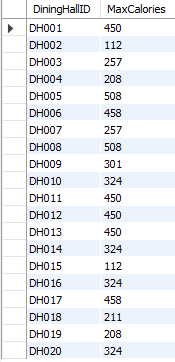 DiningHallID MaxCalories
DH001 450
DH002 112
DH003 257
DH004 208
DH005 508
DH006 458
DH007 257
DH008 508
DH009 301
DH010 324
DH011 450
DH012 450
DH013 450
DH014 324
DH015 112
DH016 324
DH017 458
DH018 211
DH019 208
DH020 324